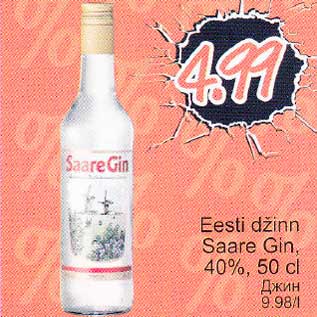 4.99
Saare Gin
Eesti džinn
Saare Gin,
40%, 50 cl
Джин
9.98/l